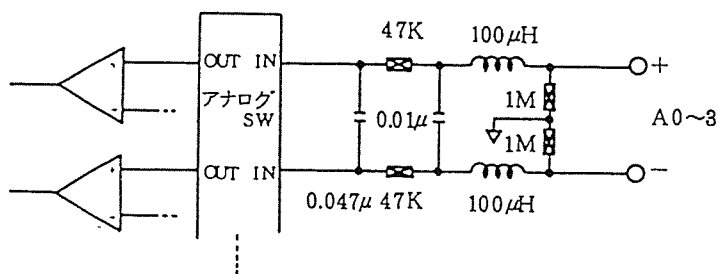 47K 100μH
OUT IN +
アナログ 1M
SW 0.01μ A0~3
1M
OUT IN −
0.047μ 47K 100μH